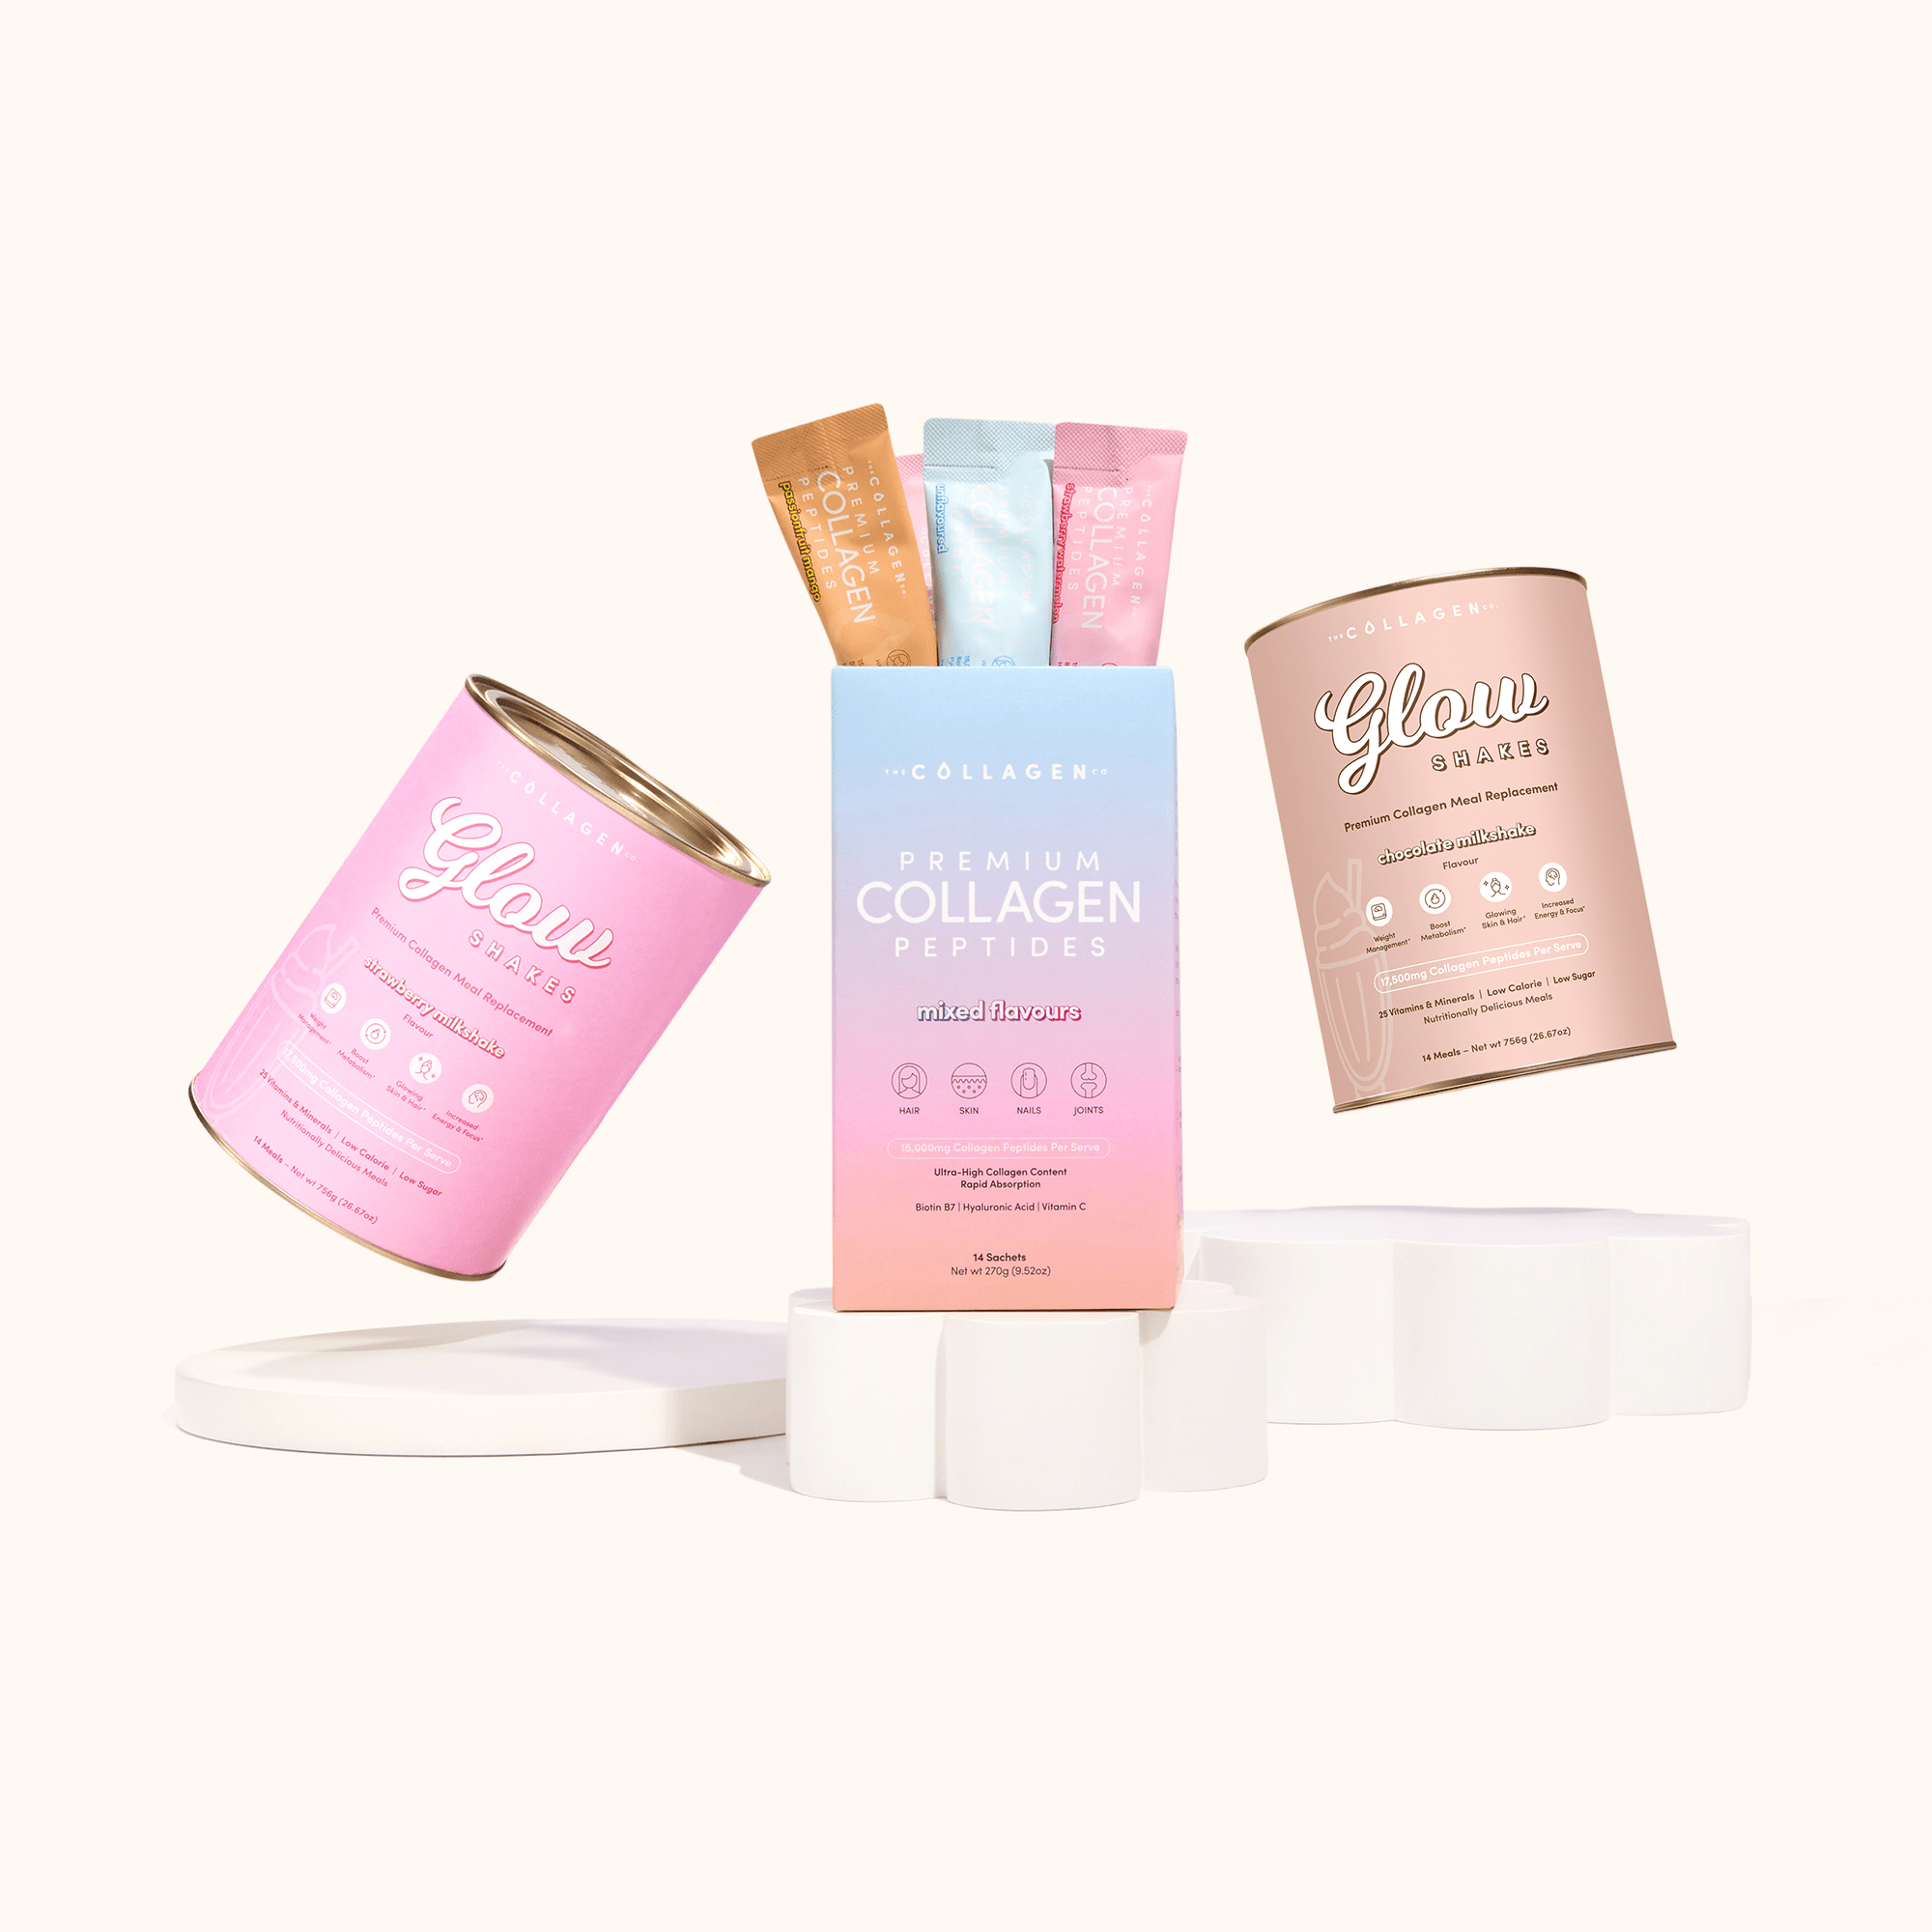 passionfruit mango
THE COLLAGEN CO.
PREMIUM
COLLAGEN
PEPTIDES
unflavoured
COLLAGEN
strawberry watermelon
THE COLLAGEN CO.
PREMIUM
COLLAGEN
PEPTIDES
THE COLLAGEN CO.
Glow
SHAKES
Premium Collagen Meal Replacement
strawberry milkshake
Flavour
Weight
Management*
Boost
Metabolism*
Glowing
Skin & Hair*
Increased
Energy & Focus*
17,500mg Collagen Peptides Per Serve
25 Vitamins & Minerals | Low Calorie | Low Sugar
Nutritionally Delicious Meals
14 Meals – Net wt 756g (26.67oz)
THE COLLAGEN CO
PREMIUM
COLLAGEN
PEPTIDES
mixed flavours
HAIR
SKIN
NAILS
JOINTS
15,000mg Collagen Peptides Per Serve
Ultra-High Collagen Content
Rapid Absorption
Biotin B7 | Hyaluronic Acid | Vitamin C
14 Sachets
Net wt 270g (9.52oz)
THE COLLAGEN CO.
Glow
SHAKES
Premium Collagen Meal Replacement
chocolate milkshake
Flavour
Weight
Management*
Boost
Metabolism*
Glowing
Skin & Hair*
Increased
Energy & Focus*
17,500mg Collagen Peptides Per Serve
25 Vitamins & Minerals | Low Calorie | Low Sugar
Nutritionally Delicious Meals
14 Meals – Net wt 756g (26.67oz)